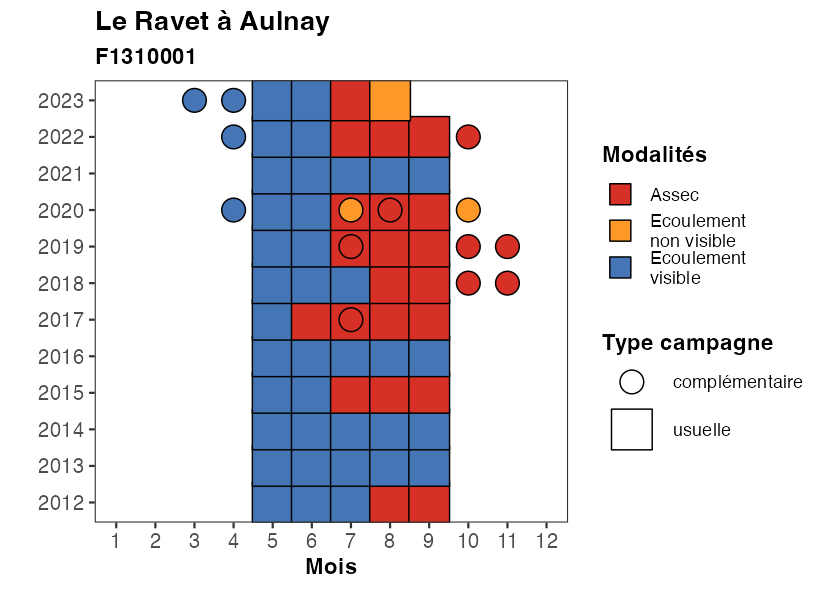 Le Ravet à Aulnay
F1310001
2023
2022
2021
2020
2019
2018
2017
2016
2015
2014
2013
2012
1 2 3 4 5 6 7 8 9 10 11 12
Mois
Modalités
Assec
Ecoulement
non visible
Ecoulement
visible
Type campagne
complémentaire
usuelle